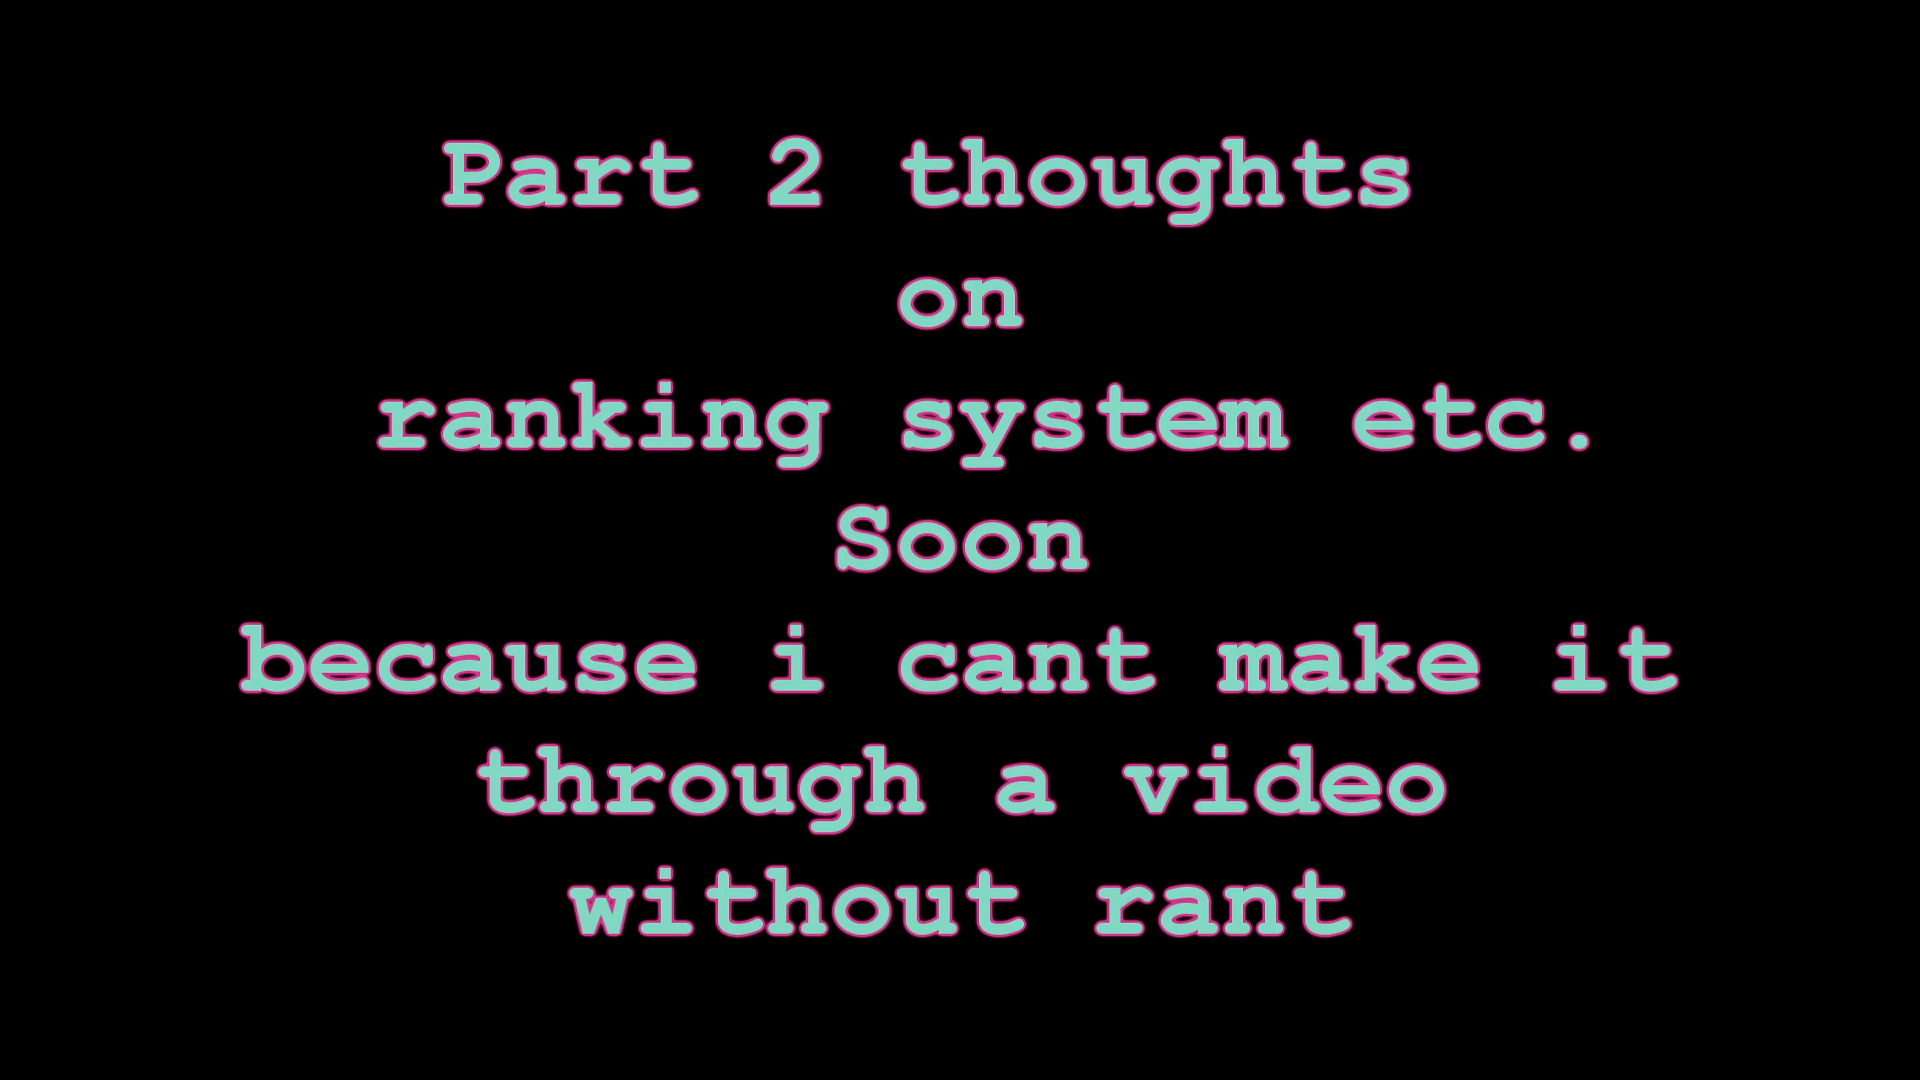 Part 2 thoughts
on
ranking system etc.
Soon
because i cant make it
through a video
without rant